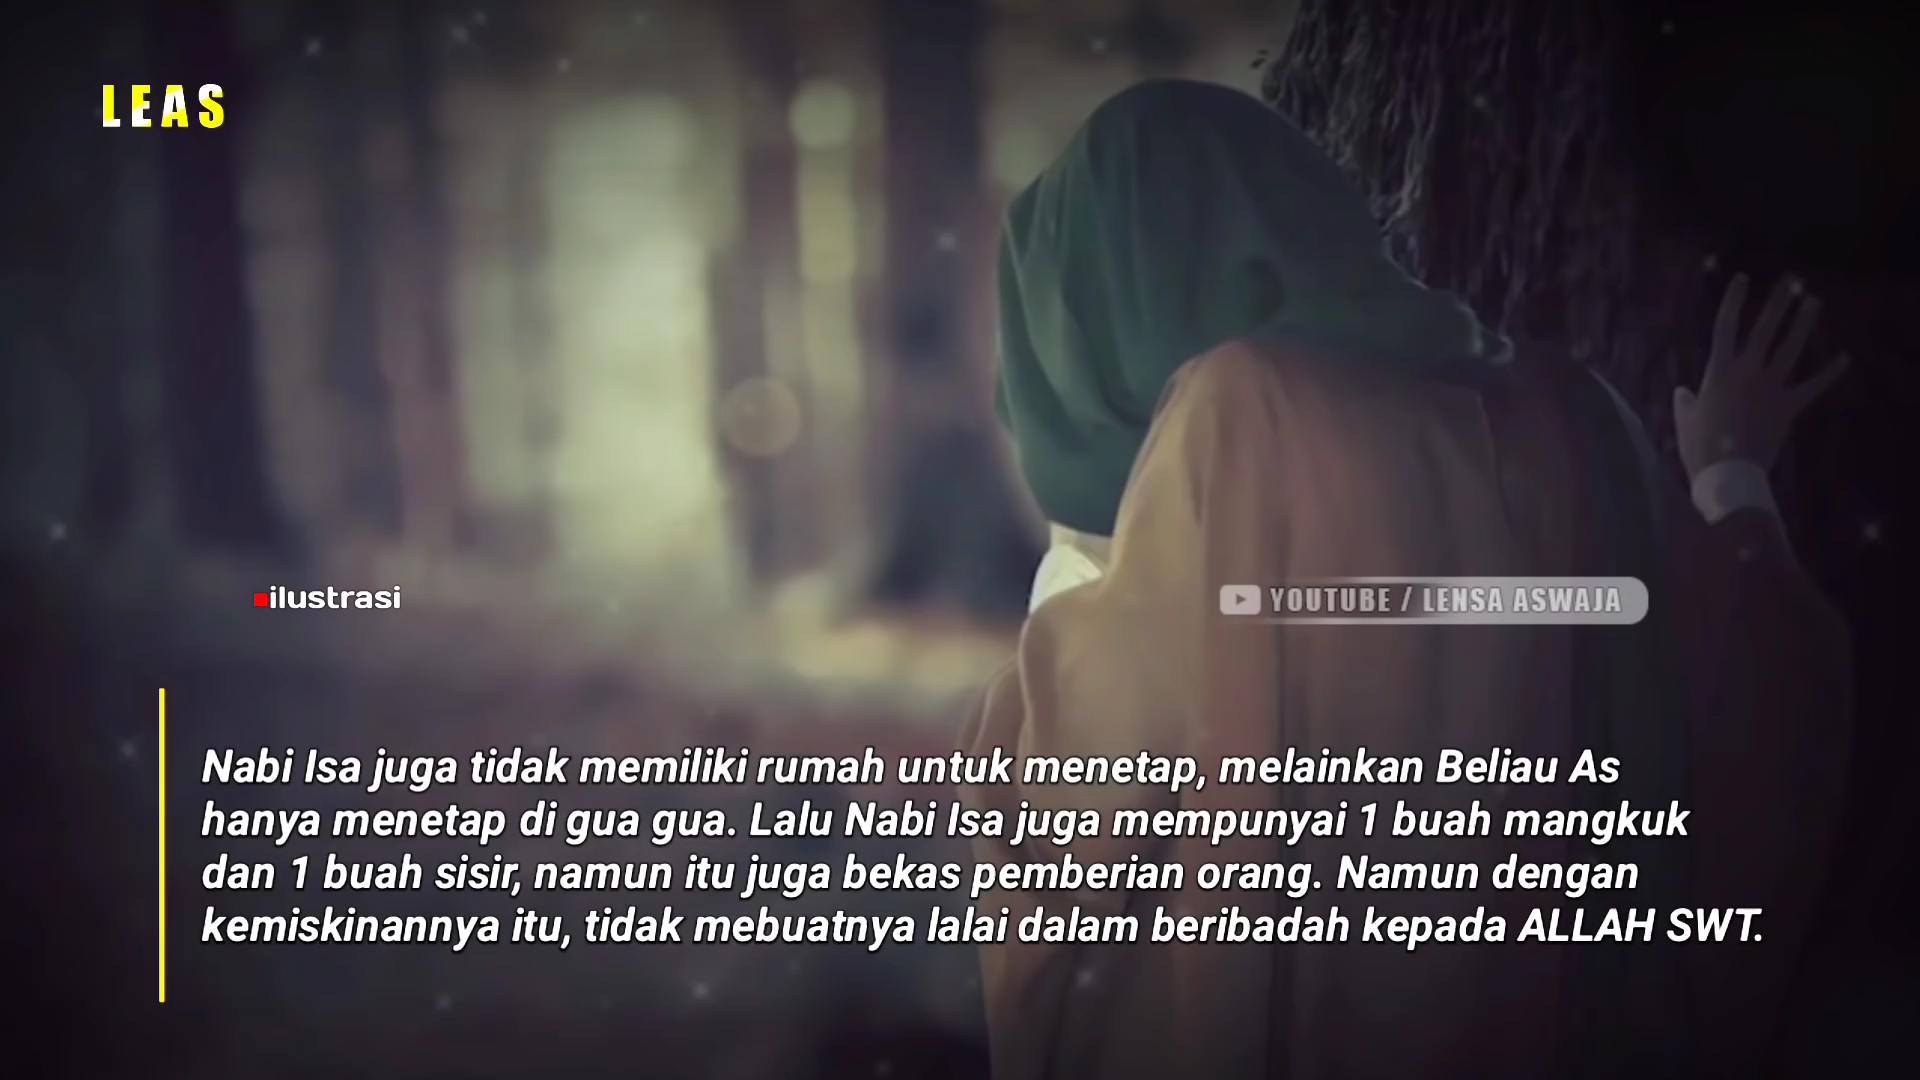 LEAS
ilustrasi
YOUTUBE / LENSA ASWAJA
Nabi Isa juga tidak memiliki rumah untuk menetap, melainkan Beliau As
hanya menetap di gua gua. Lalu Nabi Isa juga mempunyai 1 buah mangkuk
dan 1 buah sisir, namun itu juga bekas pemberian orang. Namun dengan
kemiskinannya itu, tidak mebuatnya lalai dalam beribadah kepada ALLAH SWT.